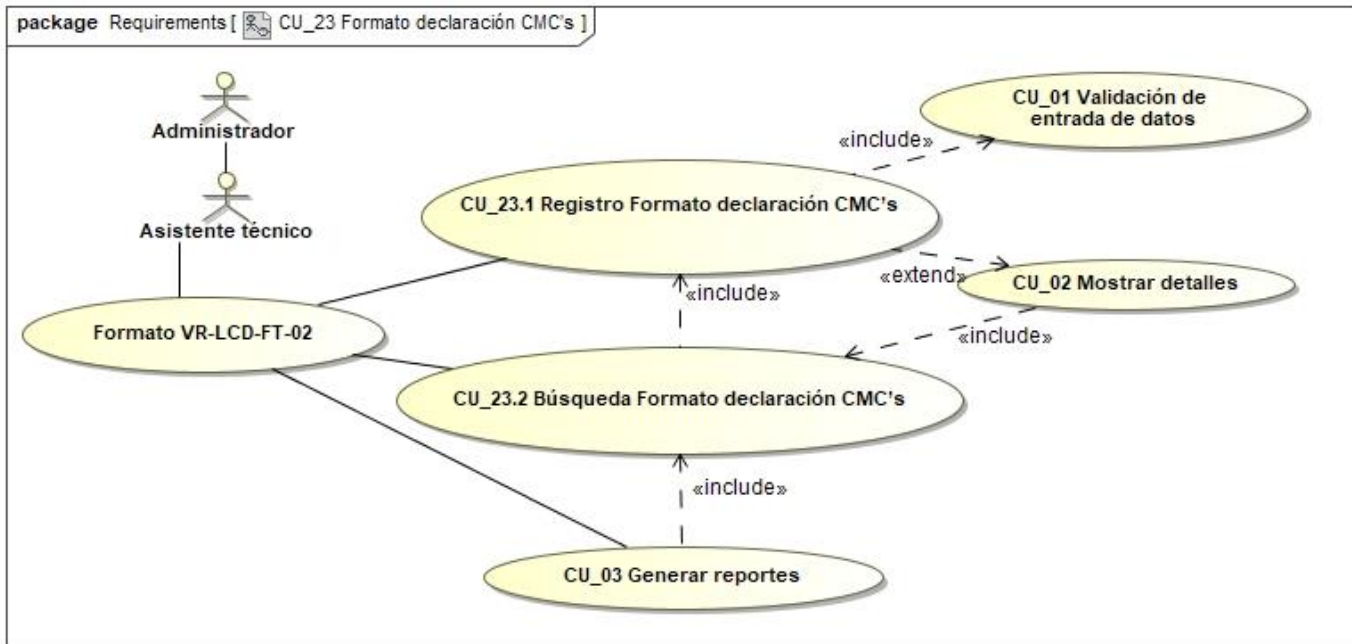 package Requirements [ CU_23 Formato declaración CMC's ]
Administrador
Asistente técnico
Formato VR-LCD-FT-02
CU_01 Validación de
entrada de datos
«include»
CU_23.1 Registro Formato declaración CMC's
«extend»
CU_02 Mostrar detalles
«include»
«include»
CU_23.2 Búsqueda Formato declaración CMC's
«include»
CU_03 Generar reportes